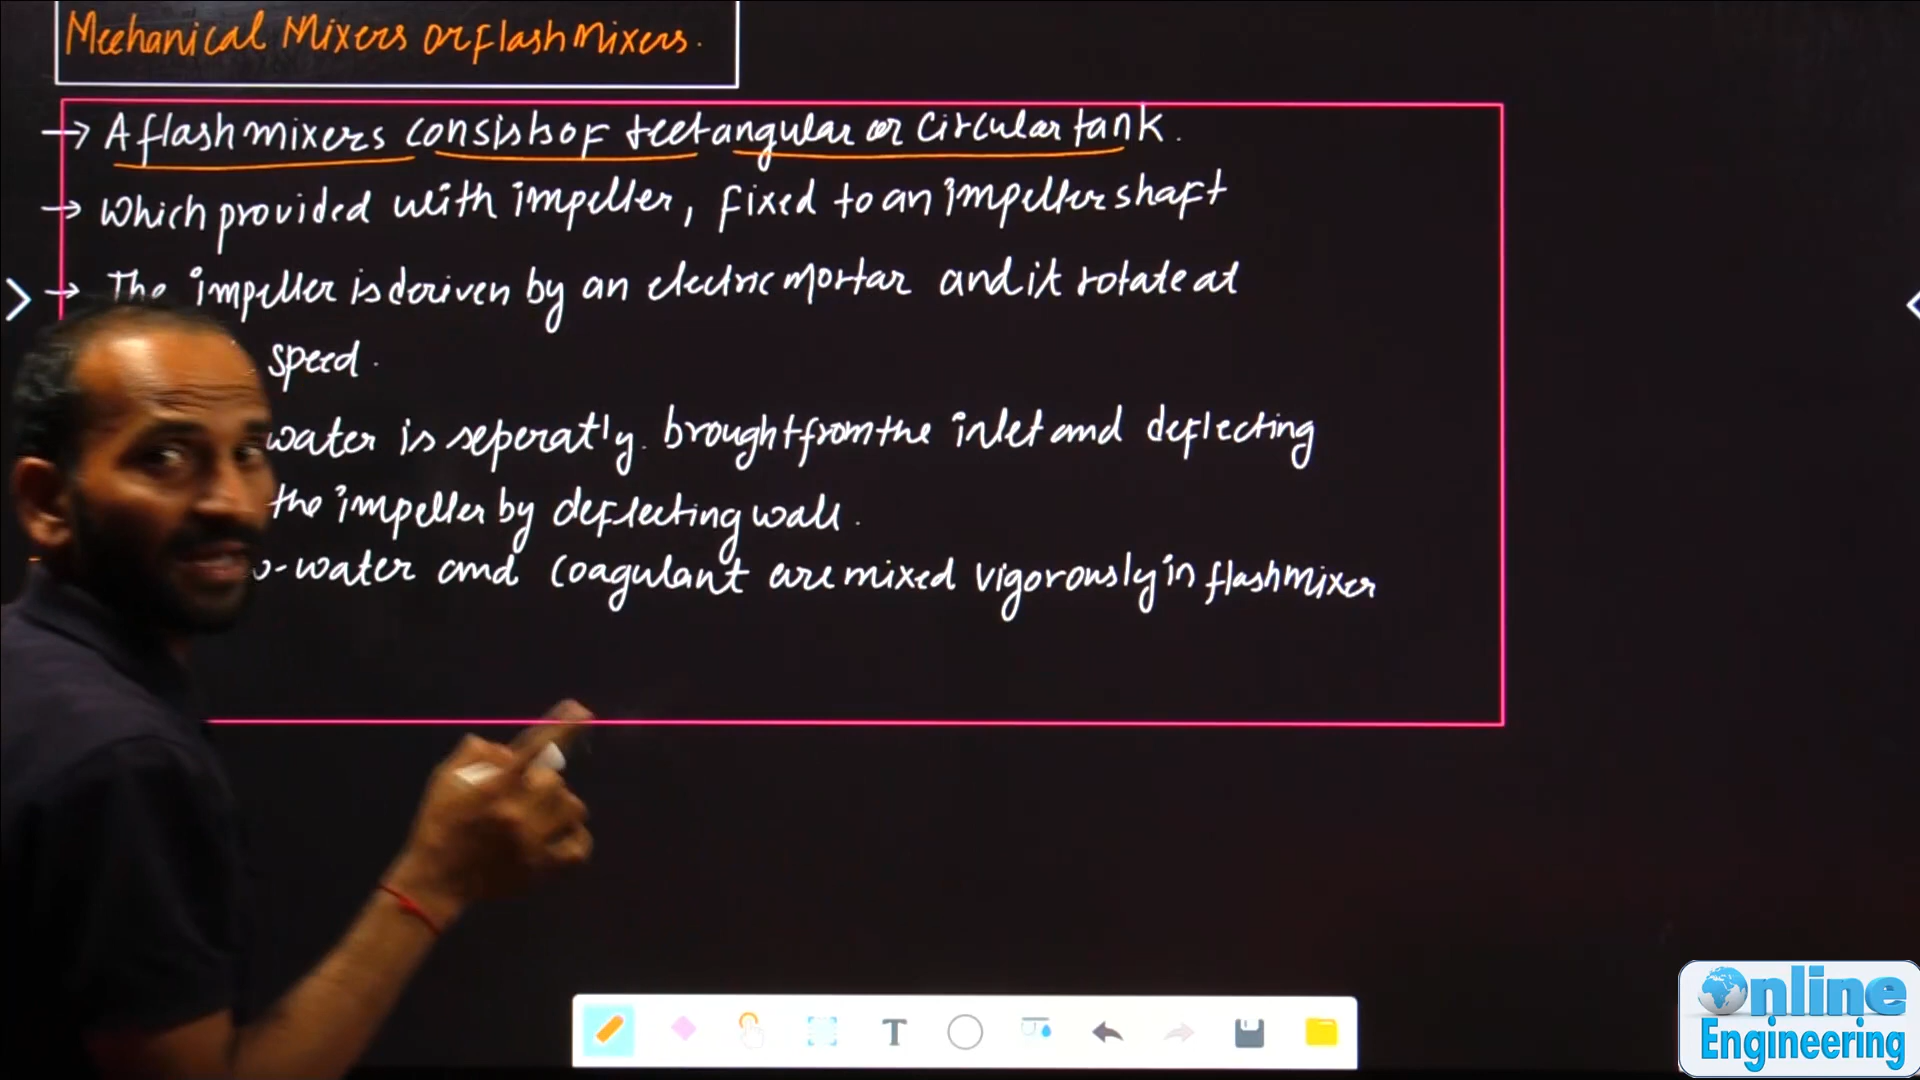 Mechanical Mixers or flash mixers.
→ A flash mixers consists of rectangular or circular tank.
→ which provided with impeller, fixed to an impeller shaft
→ The impeller is deriven by an electric mortar and it rotate at
speed.
water is seperatly. brought from the inlet and deflecting
the impeller by deflecting wall.
-water and coagulant are mixed vigorously in flash mixer
T
Online
Engineering